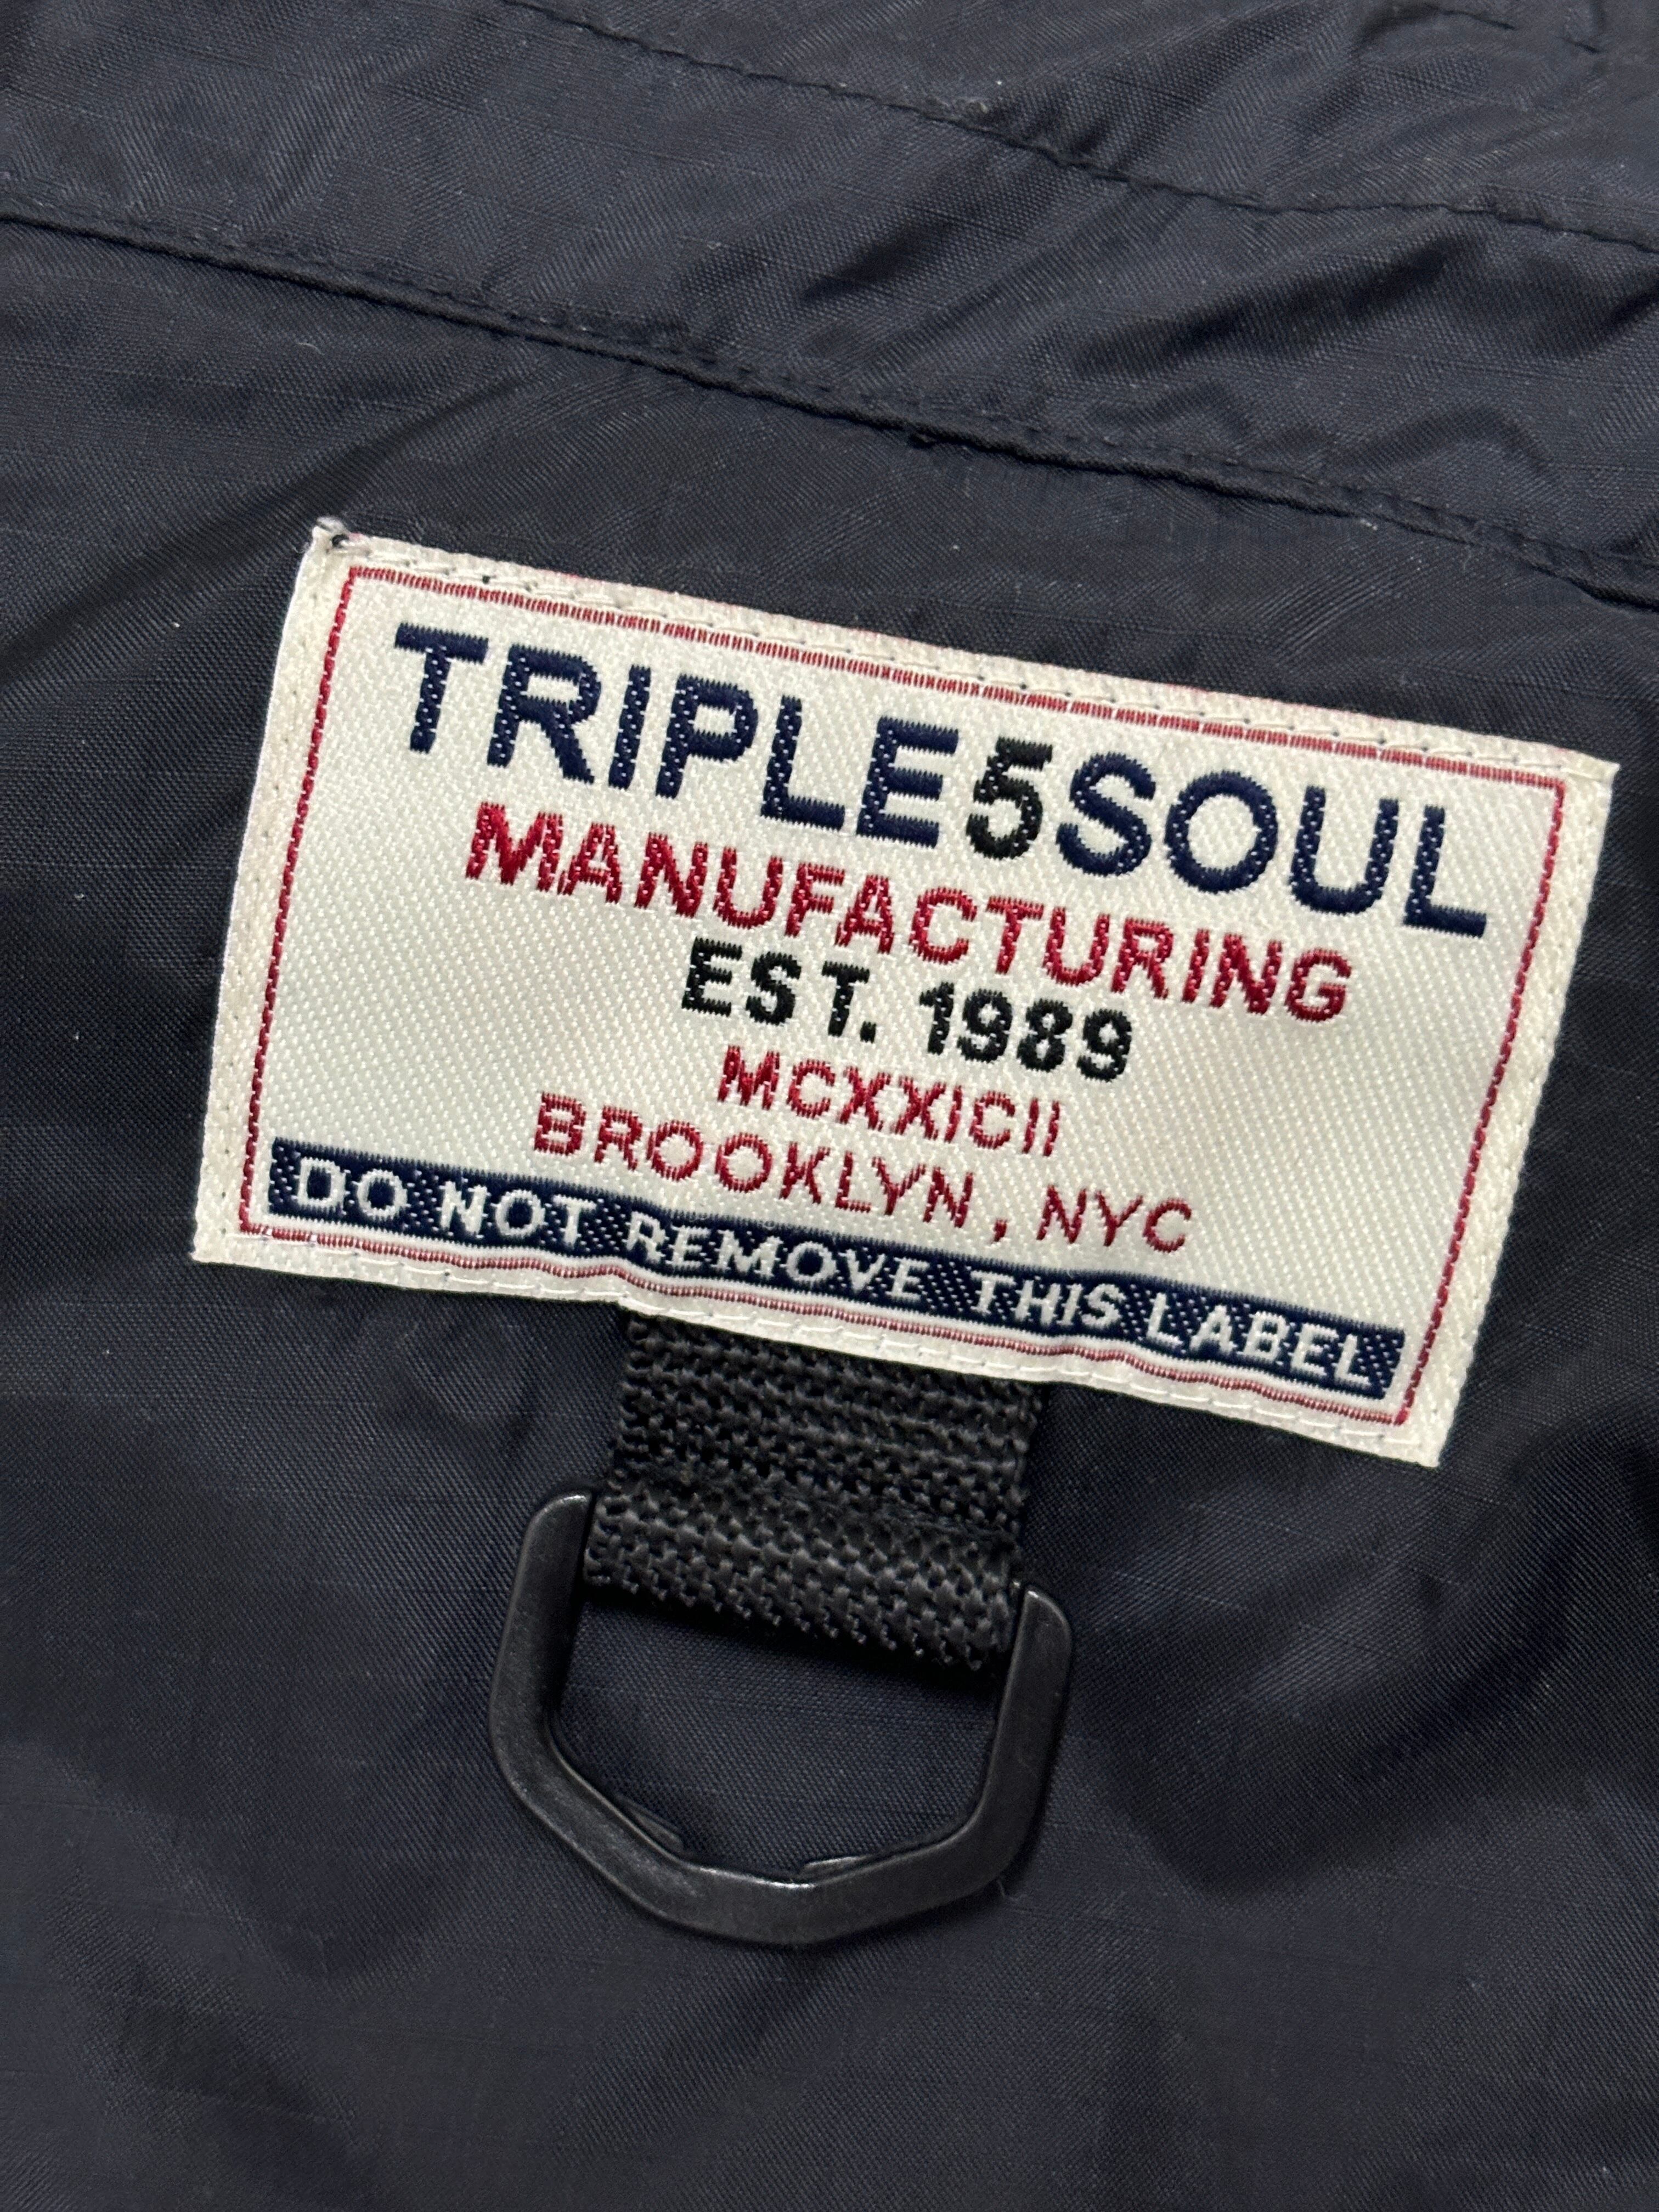 TRIPLE5SOUL
MANUFACTURING
EST. 1989
MCXXICII
BROOKLYN, NYC
DO NOT REMOVE THIS LABEL